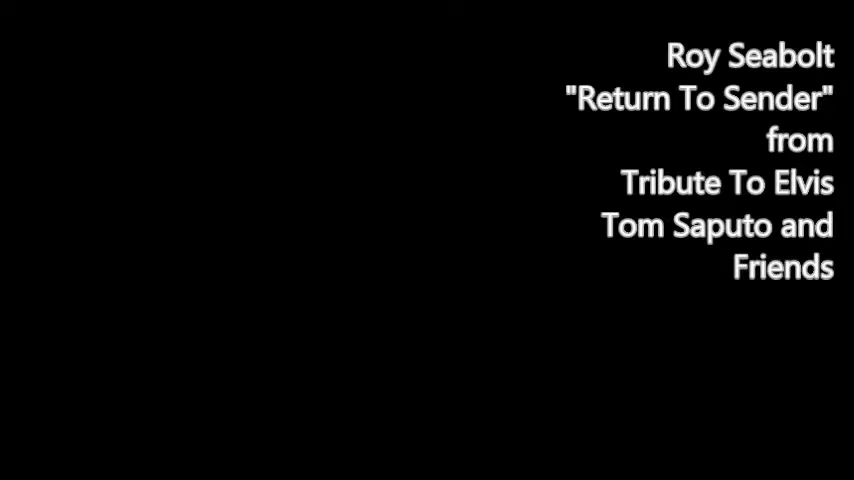 Roy Seabolt
"Return To Sender"
from
Tribute To Elvis
Tom Saputo and
Friends